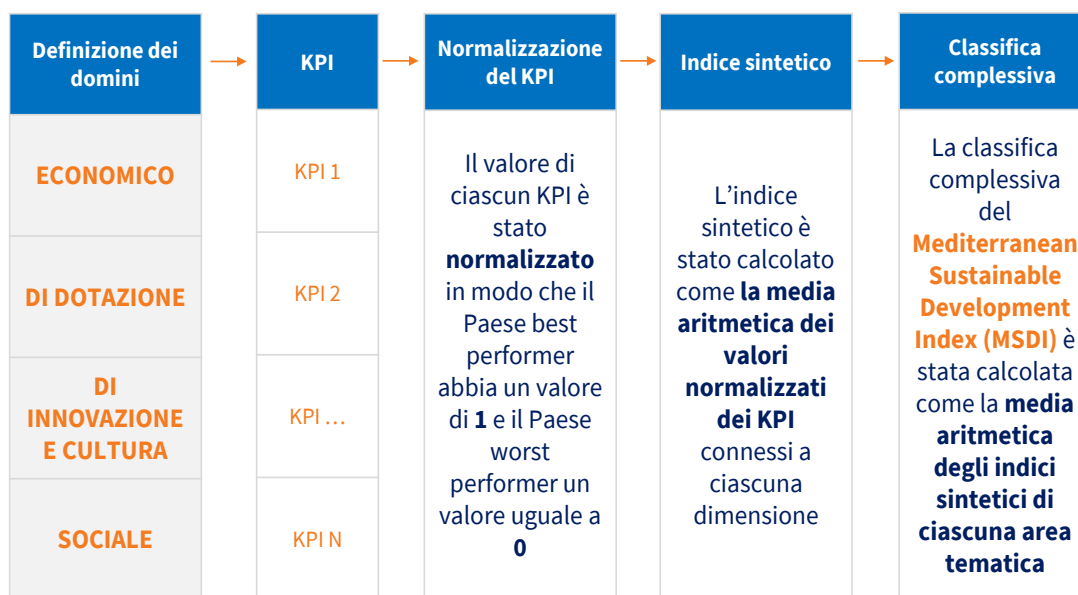 Definizione dei
domini
KPI
Normalizzazione
del KPI
Indice sintetico
Classifica
complessiva
ECONOMICO
DI DOTAZIONE
DI
INNOVAZIONE
E CULTURA
SOCIALE
KPI 1
KPI 2
KPI …
KPI N
Il valore di
ciascun KPI è
stato
normalizzato
in modo che il
Paese best
performer
abbia un valore
di 1 e il Paese
worst
performer un
valore uguale a
0
L’indice
sintetico è
stato calcolato
come la media
aritmetica dei
valori
normalizzati
dei KPI
connessi a
ciascuna
dimensione
La classifica
complessiva
del
Mediterranean
Sustainable
Development
Index (MSDI) è
stata calcolata
come la media
aritmetica
degli indici
sintetici di
ciascuna area
tematica